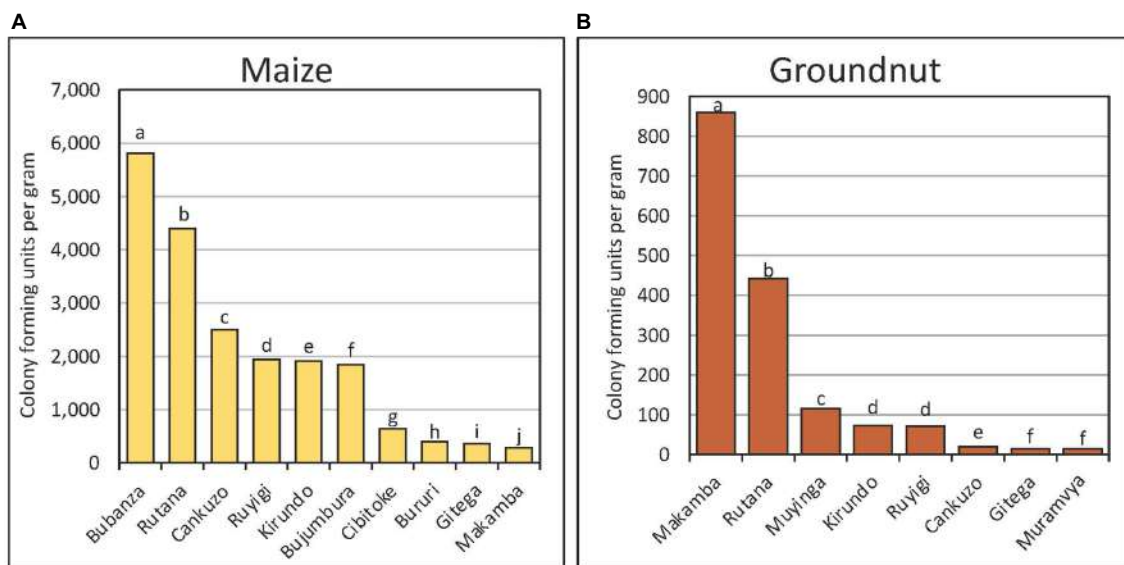 A
Maize
Colony forming units per gram
7,000
6,000
5,000
4,000
3,000
2,000
1,000
0
a
b
c
d
e
f
g
h
i
j
Bubanza
Rutana
Cankuzo
Ruyigi
Kirundo
Bujumbura
Cibitoke
Bururi
Gitega
Makamba
B
Groundnut
Colony forming units per gram
900
800
700
600
500
400
300
200
100
0
a
b
c
d
d
e
f
f
Makamba
Rutana
Muyinga
Kirundo
Ruyigi
Cankuzo
Gitega
Muramvya